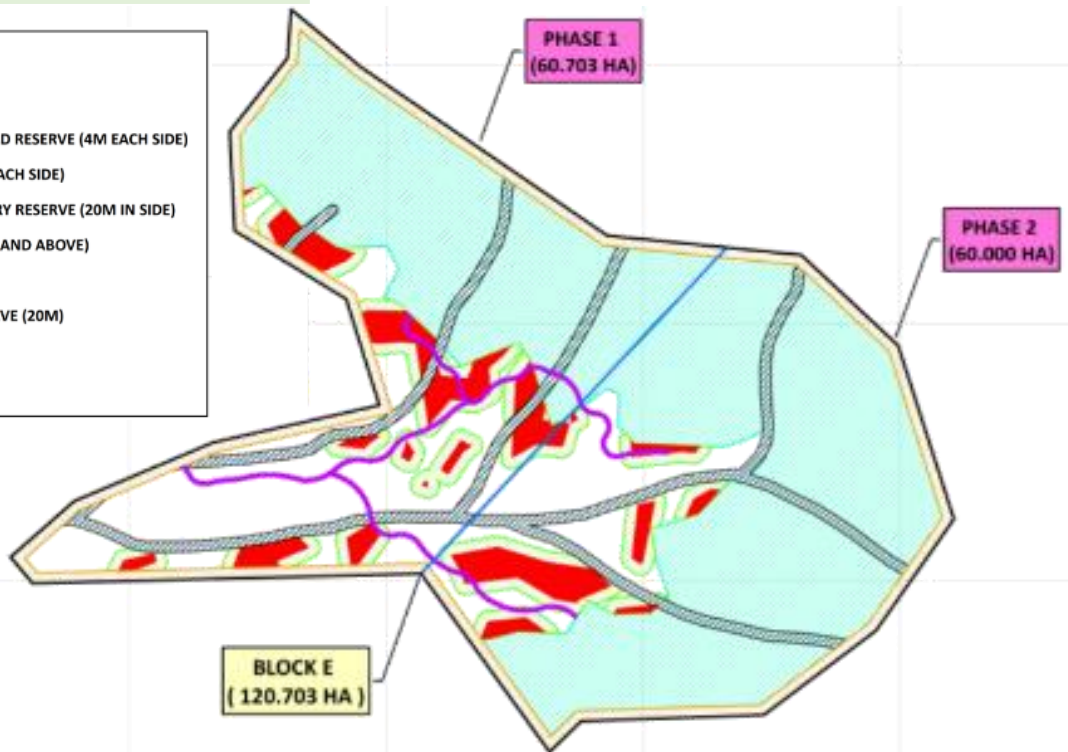 PHASE 1
(60.703 HA)
D RESERVE (4M EACH SIDE)
ACH SIDE)
RY RESERVE (20M IN SIDE)
AND ABOVE)
VE (20M)
PHASE 2
(60.000 HA)
BLOCK E
( 120.703 HA )